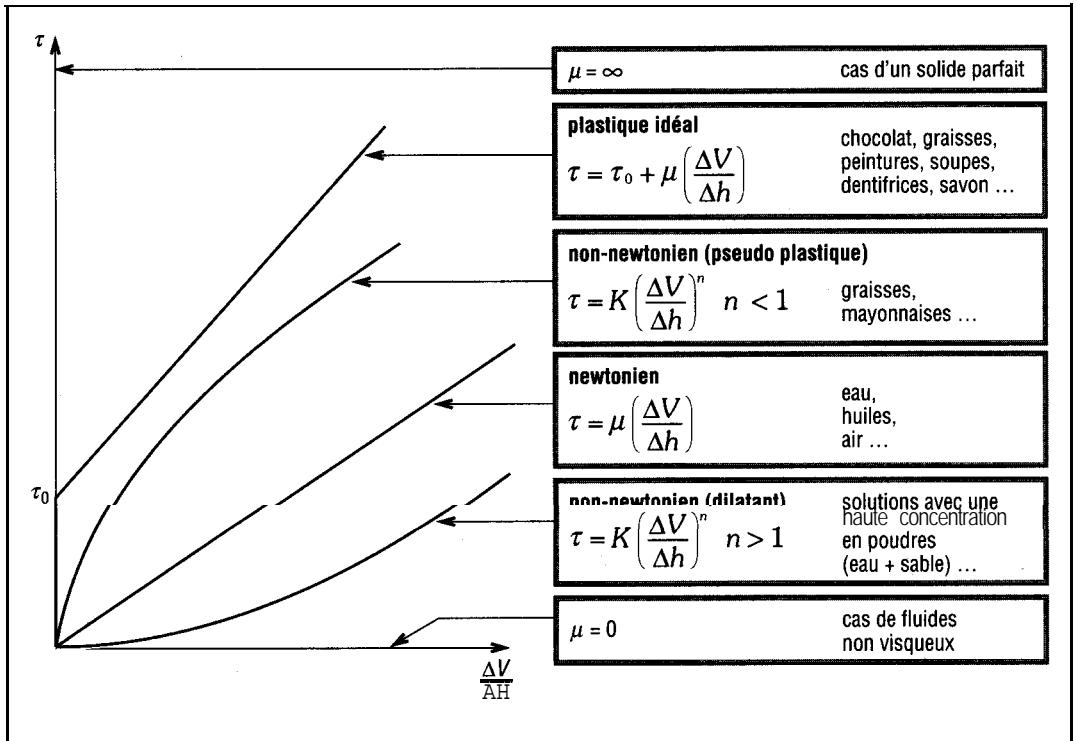 τ
μ = ∞ cas d'un solide parfait
plastique idéal
τ = τ₀ + μ (ΔV/Δh)
chocolat, graisses,
peintures, soupes,
dentifrices, savon ...
non-newtonien (pseudo plastique)
τ = K (ΔV/Δh)ⁿ n < 1
graisses,
mayonnaises ...
newtonien
τ = μ (ΔV/Δh)
eau,
huiles,
air ...
τ₀
non-newtonien (dilatant)
τ = K (ΔV/Δh)ⁿ n > 1
solutions avec une
haute concentration
en poudres
(eau + sable) ...
μ = 0
cas de fluides
non visqueux
ΔV
AH